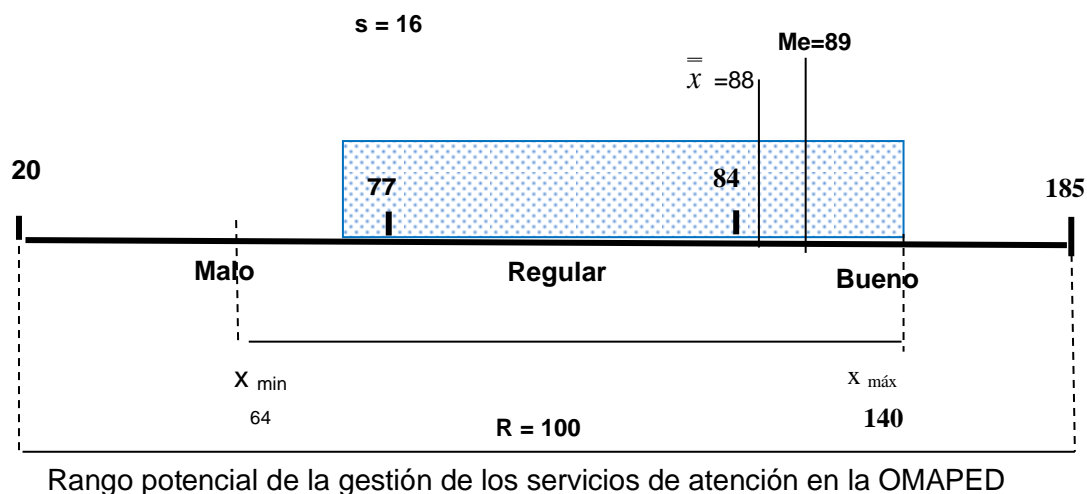 s = 16
Me=89
x =88
20
77
84
185
Malo
Regular
Bueno
x min
x máx
64
R = 100
140
Rango potencial de la gestión de los servicios de atención en la OMAPED